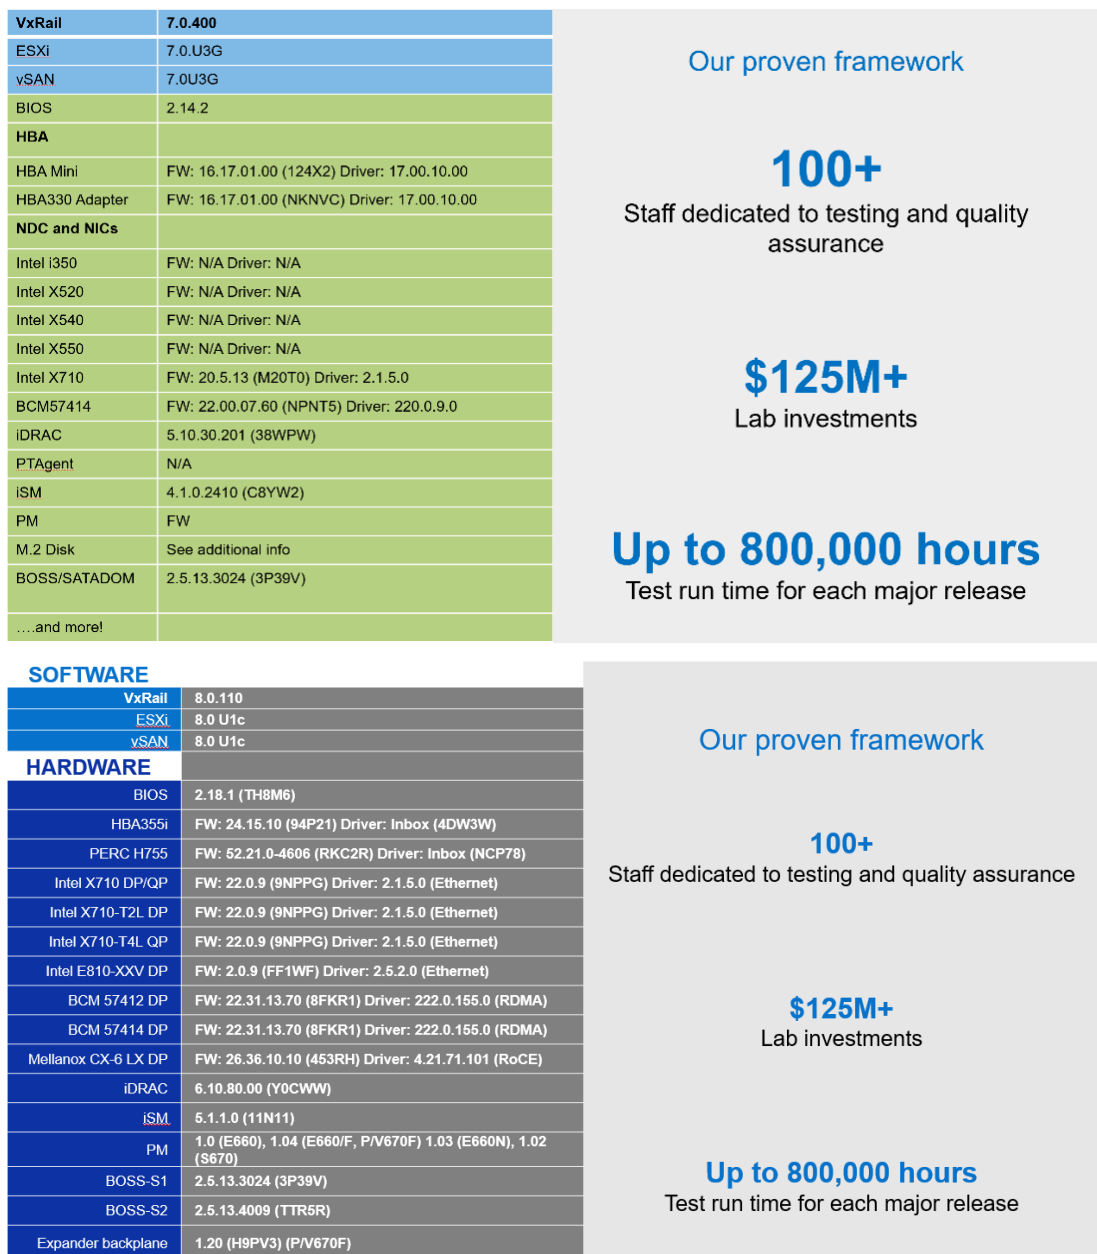 VxRail 7.0.400
ESXi 7.0.U3G
vSAN 7.0U3G
BIOS 2.14.2
HBA
HBA Mini FW: 16.17.01.00 (124X2) Driver: 17.00.10.00
HBA330 Adapter FW: 16.17.01.00 (NKNVC) Driver: 17.00.10.00
NDC and NICs
Intel i350 FW: N/A Driver: N/A
Intel X520 FW: N/A Driver: N/A
Intel X540 FW: N/A Driver: N/A
Intel X550 FW: N/A Driver: N/A
Intel X710 FW: 20.5.13 (M20T0) Driver: 2.1.5.0
BCM57414 FW: 22.00.07.60 (NPNT5) Driver: 220.0.9.0
iDRAC 5.10.30.201 (38WPW)
PTAgent N/A
iSM 4.1.0.2410 (C8YW2)
PM FW
M.2 Disk See additional info
BOSS/SATADOM 2.5.13.3024 (3P39V)
....and more!
Our proven framework
100+
Staff dedicated to testing and quality
assurance
$125M+
Lab investments
Up to 800,000 hours
Test run time for each major release
SOFTWARE
VxRail 8.0.110
ESXi 8.0 U1c
vSAN 8.0 U1c
HARDWARE
BIOS 2.18.1 (TH8M6)
HBA355i FW: 24.15.10 (94P21) Driver: Inbox (4DW3W)
PERC H755 FW: 52.21.0-4606 (RKC2R) Driver: Inbox (NCP78)
Intel X710 DP/QP FW: 22.0.9 (9NPPG) Driver: 2.1.5.0 (Ethernet)
Intel X710-T2L DP FW: 22.0.9 (9NPPG) Driver: 2.1.5.0 (Ethernet)
Intel X710-T4L QP FW: 22.0.9 (9NPPG) Driver: 2.1.5.0 (Ethernet)
Intel E810-XXV DP FW: 2.0.9 (FF1WF) Driver: 2.5.2.0 (Ethernet)
BCM 57412 DP FW: 22.31.13.70 (8FKR1) Driver: 222.0.155.0 (RDMA)
BCM 57414 DP FW: 22.31.13.70 (8FKR1) Driver: 222.0.155.0 (RDMA)
Mellanox CX-6 LX DP FW: 26.36.10.10 (453RH) Driver: 4.21.71.101 (RoCE)
iDRAC 6.10.80.00 (Y0CWW)
iSM 5.1.1.0 (11N11)
PM 1.0 (E660), 1.04 (E660/F, P/V670F) 1.03 (E660N), 1.02
(S670)
BOSS-S1 2.5.13.3024 (3P39V)
BOSS-S2 2.5.13.4009 (TTR5R)
Expander backplane 1.20 (H9PV3) (P/V670F)
Our proven framework
100+
Staff dedicated to testing and quality assurance
$125M+
Lab investments
Up to 800,000 hours
Test run time for each major release